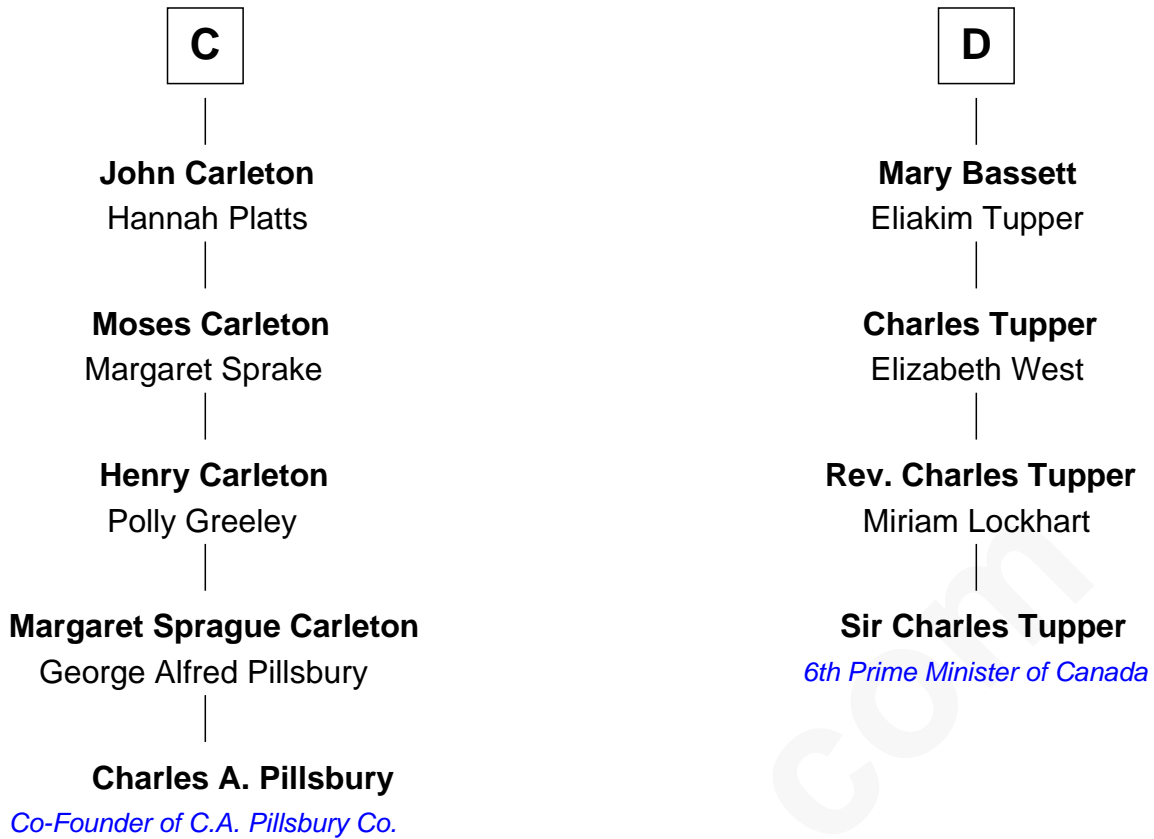 C
John Carleton
Hannah Platts
Moses Carleton
Margaret Sprake
Henry Carleton
Polly Greeley
Margaret Sprague Carleton
George Alfred Pillsbury
Charles A. Pillsbury
Co-Founder of C.A. Pillsbury Co.
D
Mary Bassett
Eliakim Tupper
Charles Tupper
Elizabeth West
Rev. Charles Tupper
Miriam Lockhart
Sir Charles Tupper
6th Prime Minister of Canada
com